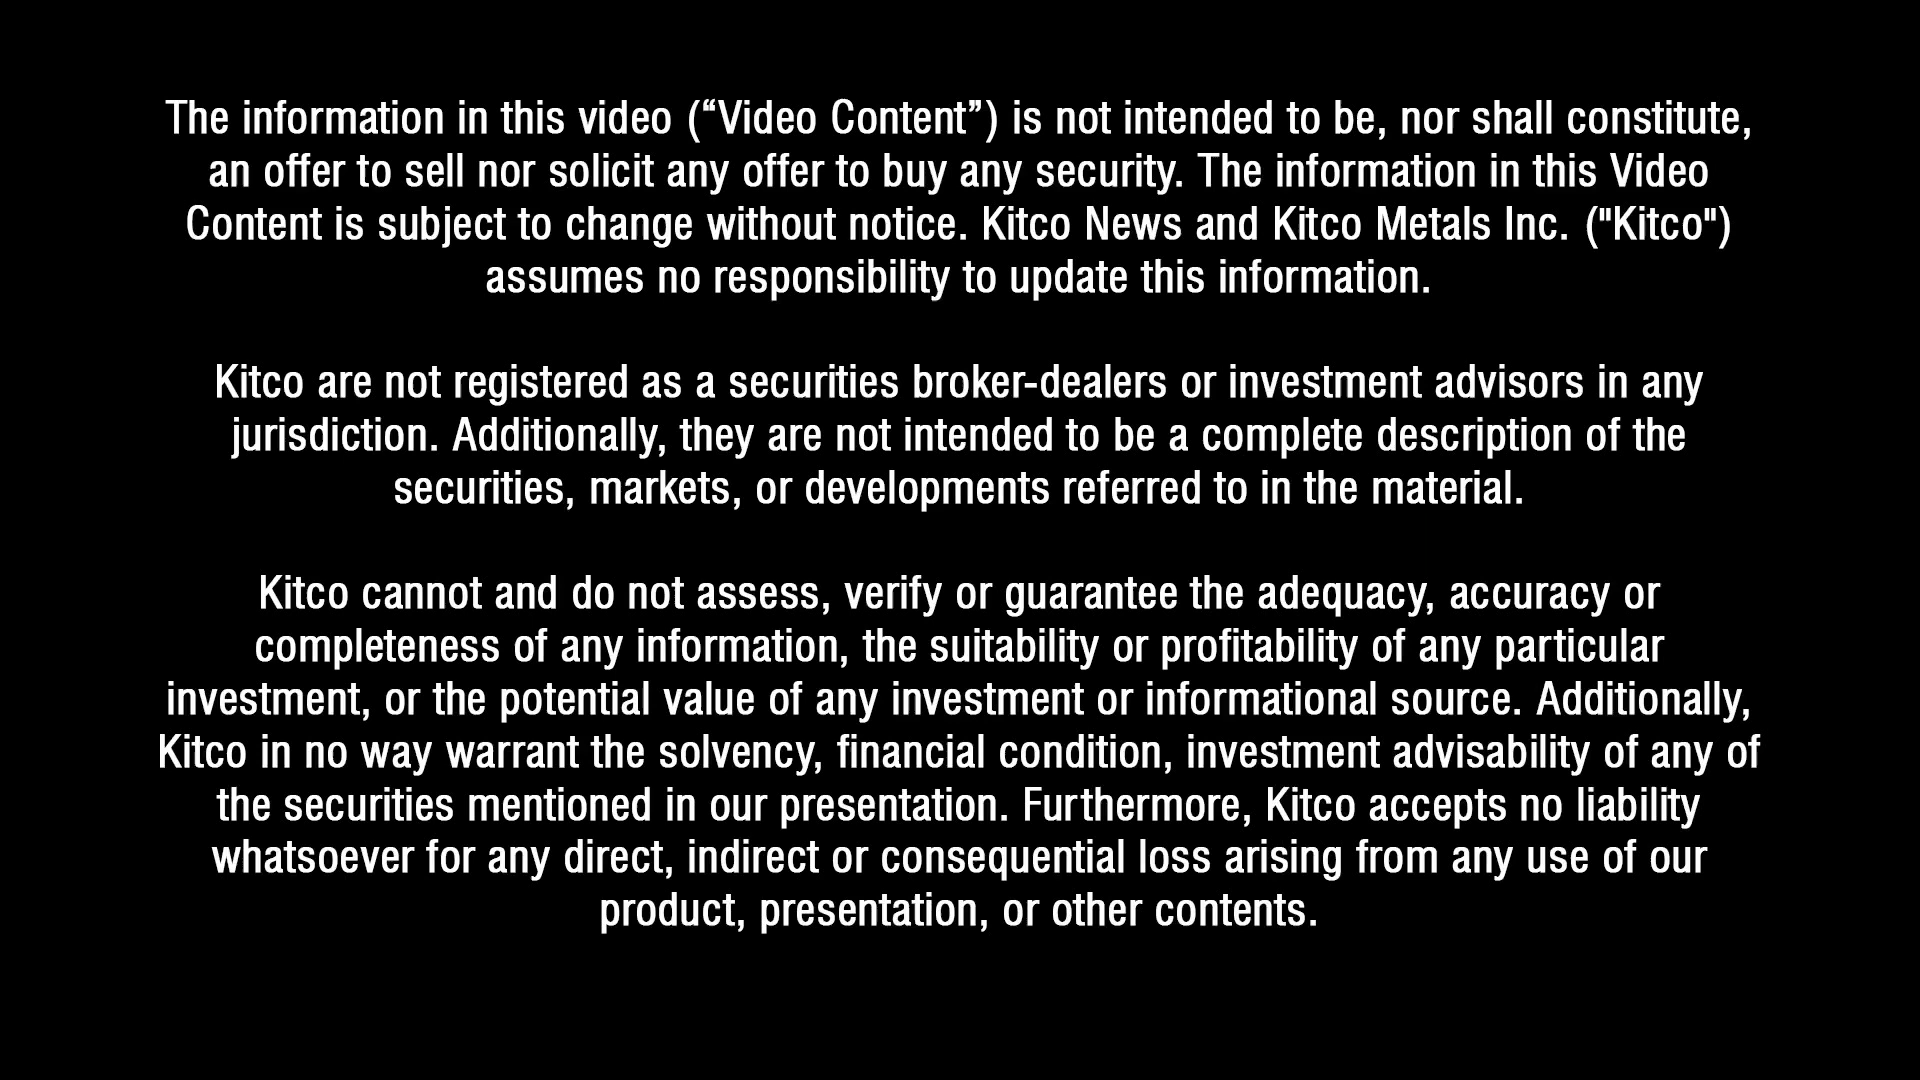 The information in this video (“Video Content”) is not intended to be, nor shall constitute,
an offer to sell nor solicit any offer to buy any security. The information in this Video
Content is subject to change without notice. Kitco News and Kitco Metals Inc. ("Kitco")
assumes no responsibility to update this information.
Kitco are not registered as a securities broker-dealers or investment advisors in any
jurisdiction. Additionally, they are not intended to be a complete description of the
securities, markets, or developments referred to in the material.
Kitco cannot and do not assess, verify or guarantee the adequacy, accuracy or
completeness of any information, the suitability or profitability of any particular
investment, or the potential value of any investment or informational source. Additionally,
Kitco in no way warrant the solvency, financial condition, investment advisability of any of
the securities mentioned in our presentation. Furthermore, Kitco accepts no liability
whatsoever for any direct, indirect or consequential loss arising from any use of our
product, presentation, or other contents.